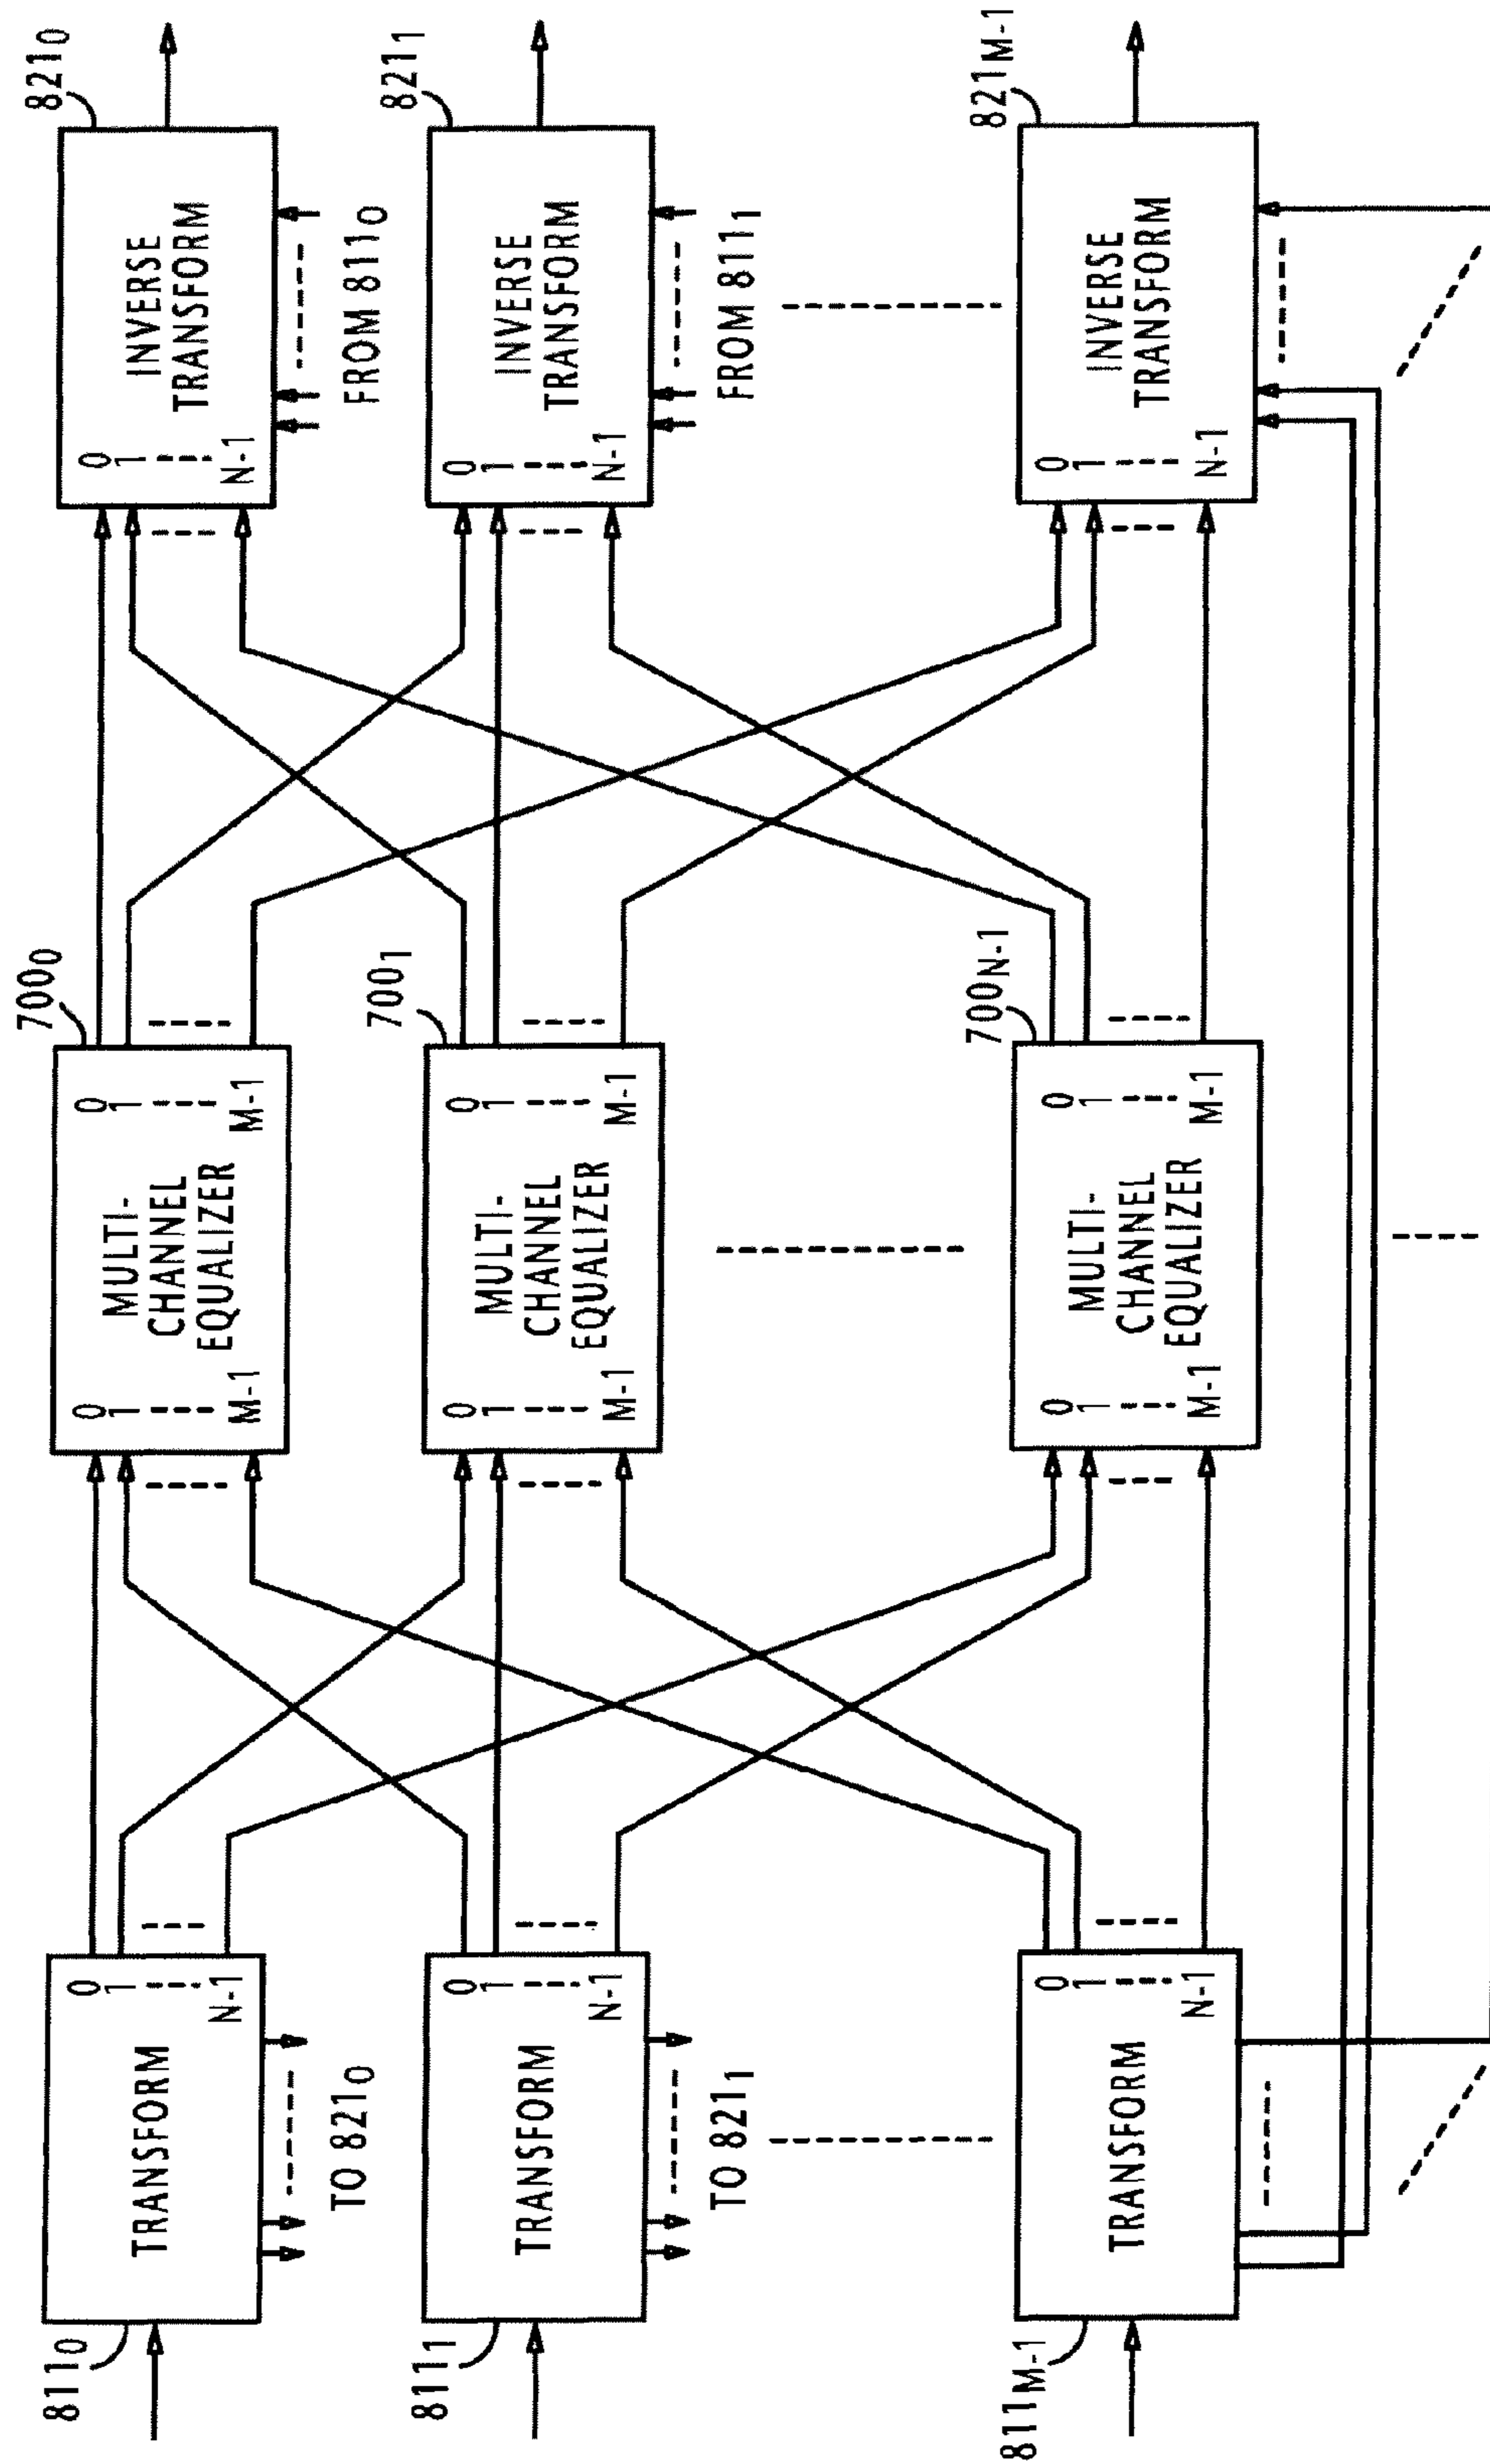 811₀
TRANSFORM
0
1
N-1
TO 821₀
700₀
0
1
M-1
MULTI-
CHANNEL
EQUALIZER
0
1
M-1
821₀
0
1
N-1
INVERSE
TRANSFORM
FROM 811₀
811₁
TRANSFORM
0
1
N-1
TO 821₁
700₁
0
1
M-1
MULTI-
CHANNEL
EQUALIZER
0
1
M-1
821₁
0
1
N-1
INVERSE
TRANSFORM
FROM 811₁
811M-1
TRANSFORM
0
1
N-1
700N-1
0
1
M-1
MULTI-
CHANNEL
EQUALIZER
0
1
M-1
821M-1
0
1
N-1
INVERSE
TRANSFORM